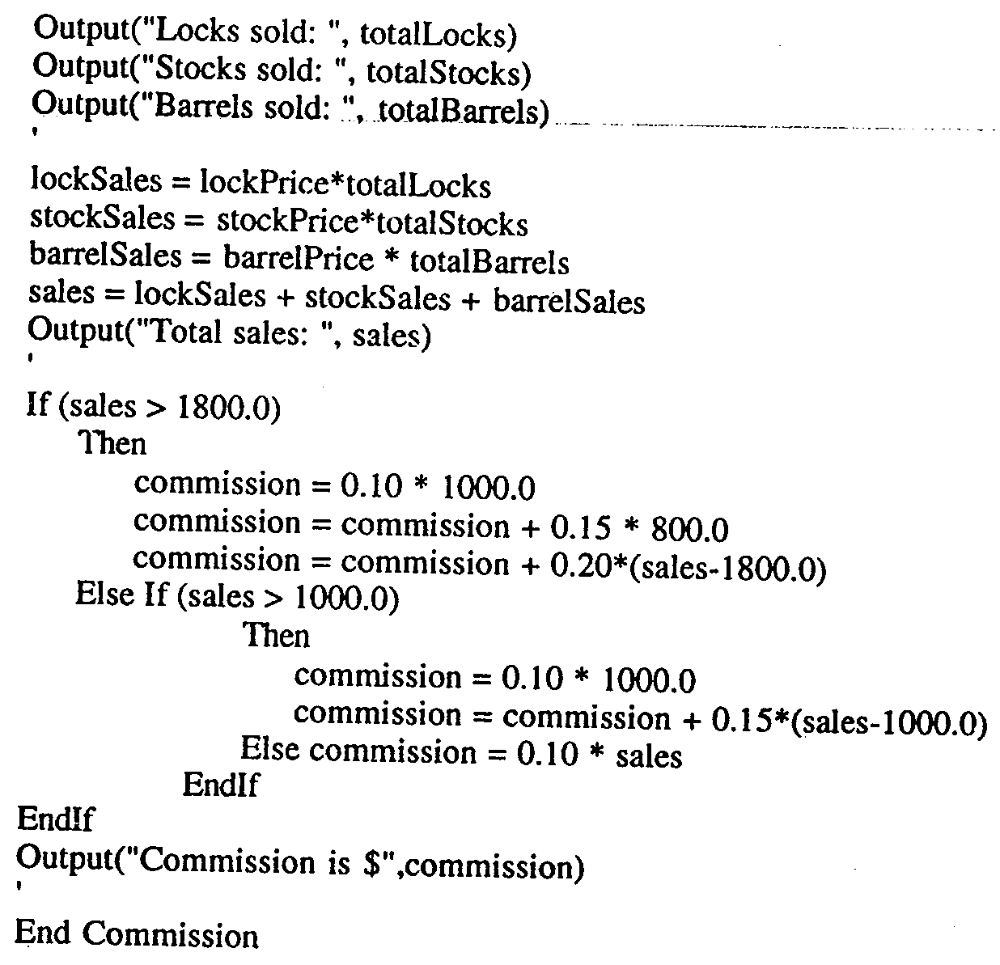 Output("Locks sold: ", totalLocks)
Output("Stocks sold: ", totalStocks)
Output("Barrels sold: ", totalBarrels)
'
lockSales = lockPrice*totalLocks
stockSales = stockPrice*totalStocks
barrelSales = barrelPrice * totalBarrels
sales = lockSales + stockSales + barrelSales
Output("Total sales: ", sales)
'
If (sales > 1800.0)
Then
commission = 0.10 * 1000.0
commission = commission + 0.15 * 800.0
commission = commission + 0.20*(sales-1800.0)
Else If (sales > 1000.0)
Then
commission = 0.10 * 1000.0
commission = commission + 0.15*(sales-1000.0)
Else commission = 0.10 * sales
EndIf
EndIf
Output("Commission is $",commission)
'
End Commission